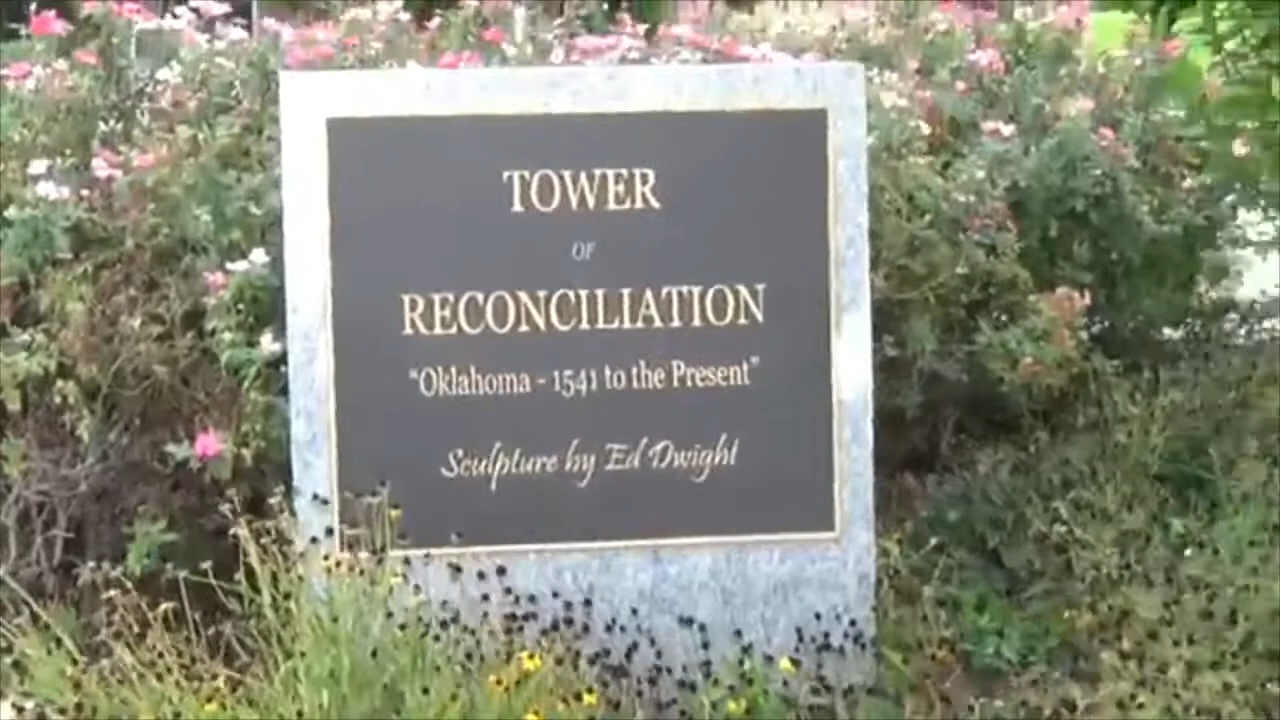 TOWER
OF
RECONCILIATION
"Oklahoma - 1541 to the Present"
Sculpture by Ed Dwight